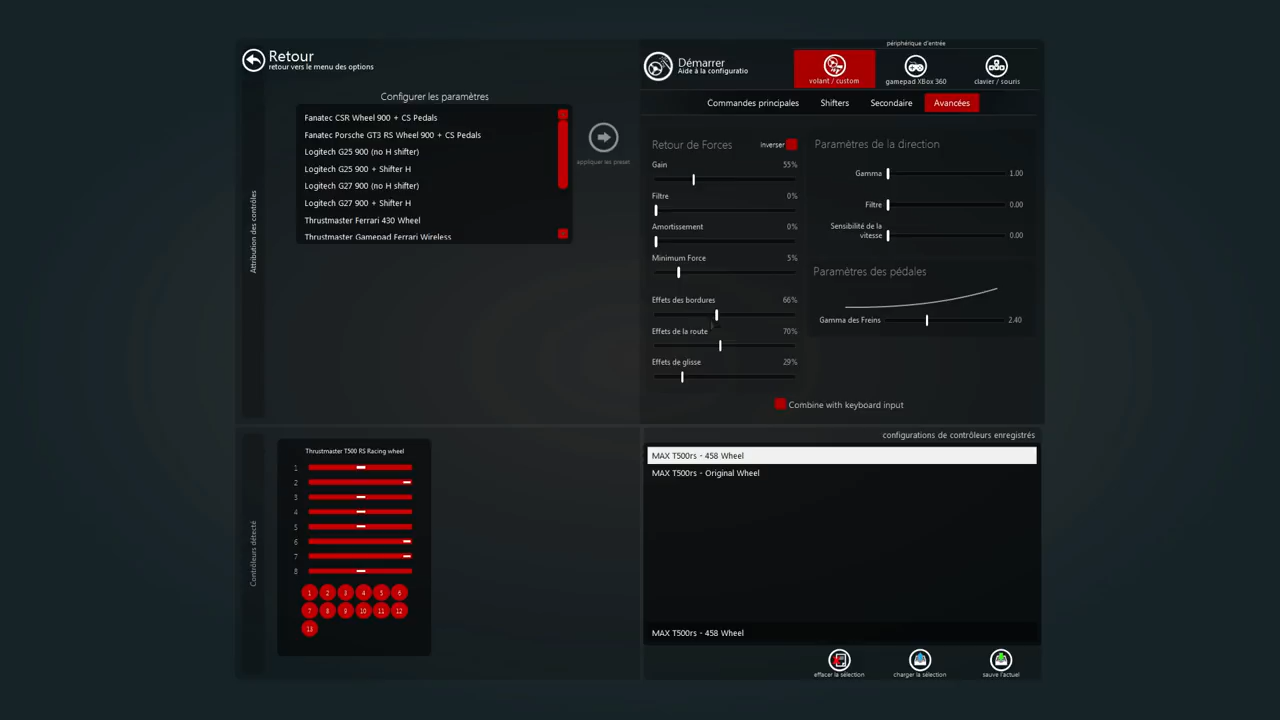 Retour
retour vers le menu des options
Configurer les paramètres
Fanatec CSR Wheel 900 + CS Pedals
Fanatec Porsche GT3 RS Wheel 900 + CS Pedals
Logitech G25 900 (no H shifter)
Logitech G25 900 + Shifter H
Logitech G27 900 (no H shifter)
Logitech G27 900 + Shifter H
Thrustmaster Ferrari 430 Wheel
Thrustmaster Gamepad Ferrari Wireless
appliquer les preset
Attribution des contrôles
périphérique d'entrée
Démarrer
Aide à la configuratio
volant / custom
gamepad XBox 360
clavier / souris
Commandes principales
Shifters
Secondaire
Avancées
Retour de Forces
inverser
Gain
55%
Filtre
0%
Amortissement
0%
Minimum Force
5%
Effets des bordures
66%
Effets de la route
70%
Effets de glisse
29%
Paramètres de la direction
Gamma
1.00
Filtre
0.00
Sensibilité de la
vitesse
0.00
Paramètres des pédales
Gamma des Freins
2.40
Combine with keyboard input
Contrôleurs détecté
Thrustmaster T500 RS Racing wheel
1
2
3
4
5
6
7
8
1 2 3 4 5 6
7 8 9 10 11 12
13
configurations de contrôleurs enregistrés
MAX T500rs - 458 Wheel
MAX T500rs - Original Wheel
MAX T500rs - 458 Wheel
effacer la sélection
charger la sélection
sauve l'actuel